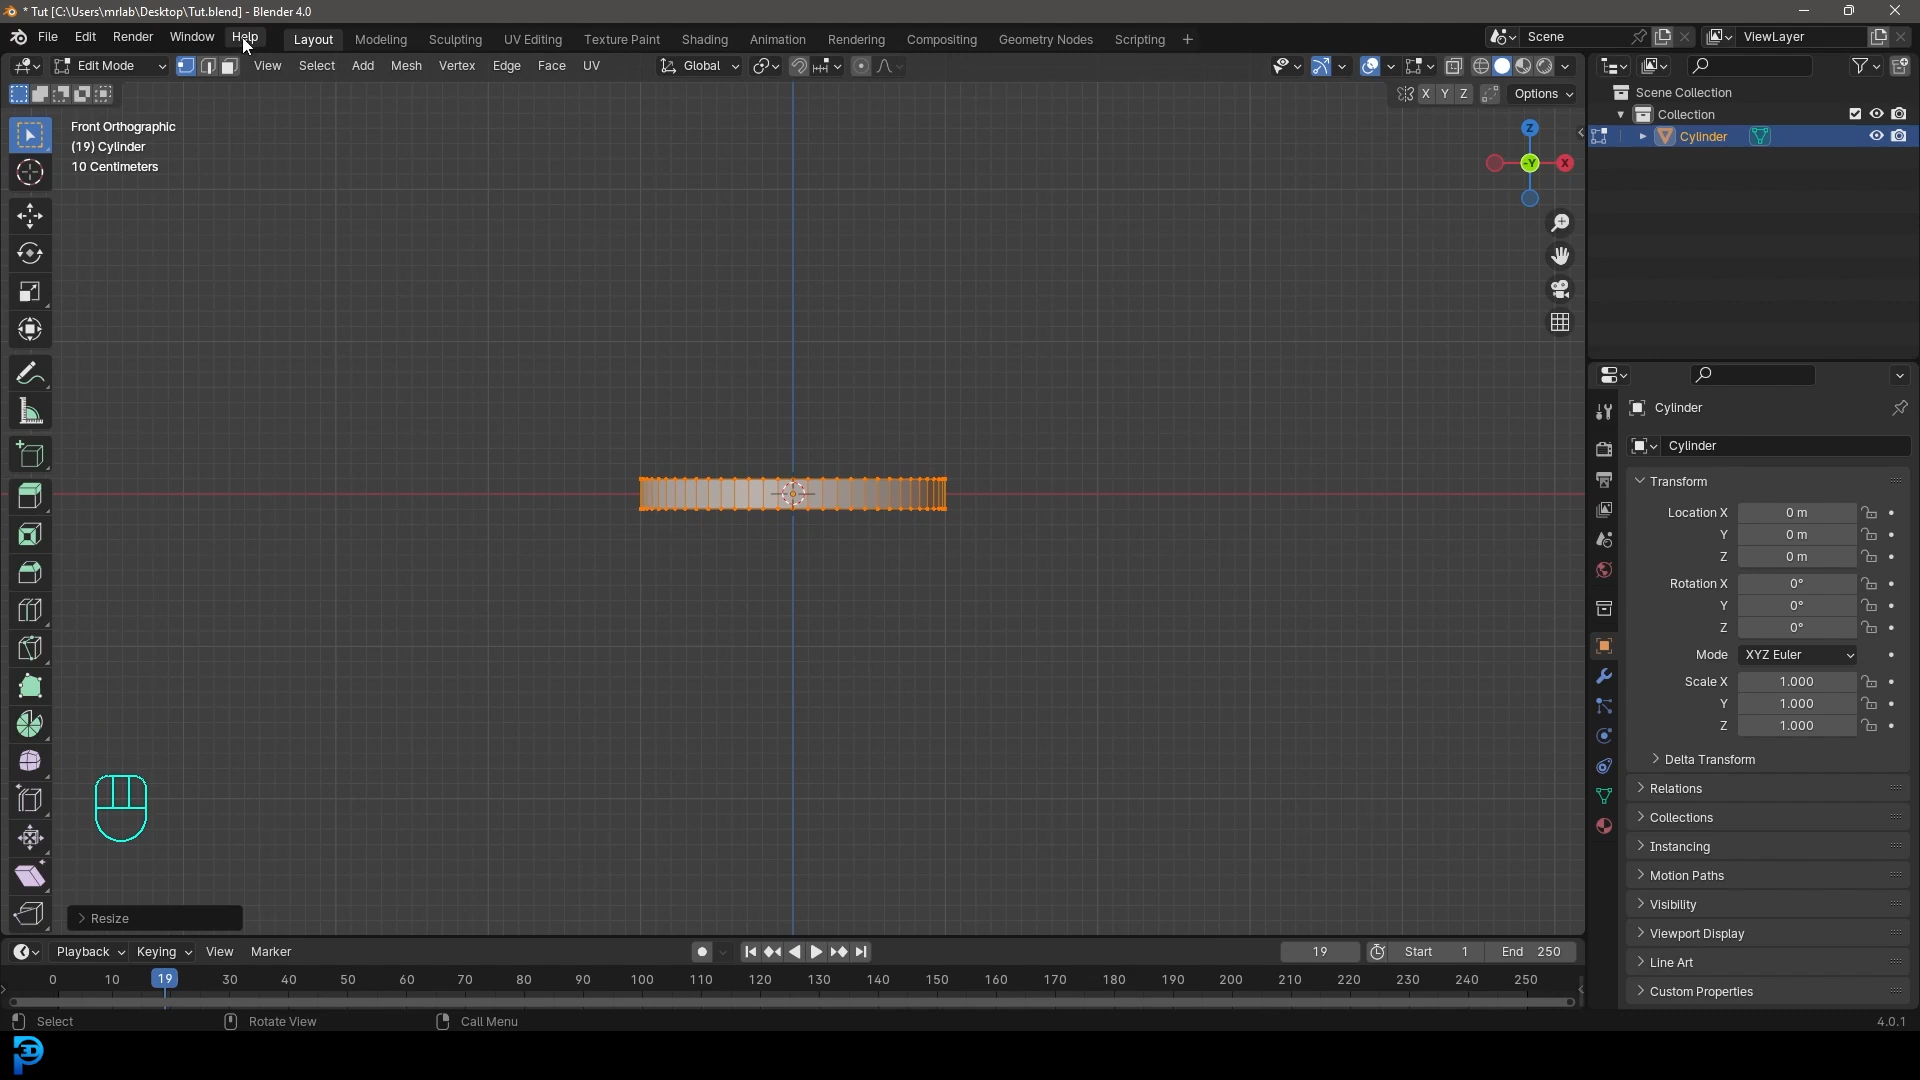 * Tut [C:\Users\mrlab\Desktop\Tut.blend] - Blender 4.0
File Edit Render Window Help Layout Modeling Sculpting UV Editing Texture Paint Shading Animation Rendering Compositing Geometry Nodes Scripting + Scene ViewLayer
Edit Mode View Select Add Mesh Vertex Edge Face UV Global
X Y Z Options
Front Orthographic
(19) Cylinder
10 Centimeters
Z
-Y
X
Scene Collection
Collection
Cylinder
Cylinder
Cylinder
Transform
Location X 0 m
Y 0 m
Z 0 m
Rotation X 0°
Y 0°
Z 0°
Mode XYZ Euler
Scale X 1.000
Y 1.000
Z 1.000
Delta Transform
Relations
Collections
Instancing
Motion Paths
Visibility
Viewport Display
Line Art
Custom Properties
Resize
Playback Keying View Marker 19 Start 1 End 250
0 10 19 30 40 50 60 70 80 90 100 110 120 130 140 150 160 170 180 190 200 210 220 230 240 250
Select Rotate View Call Menu 4.0.1